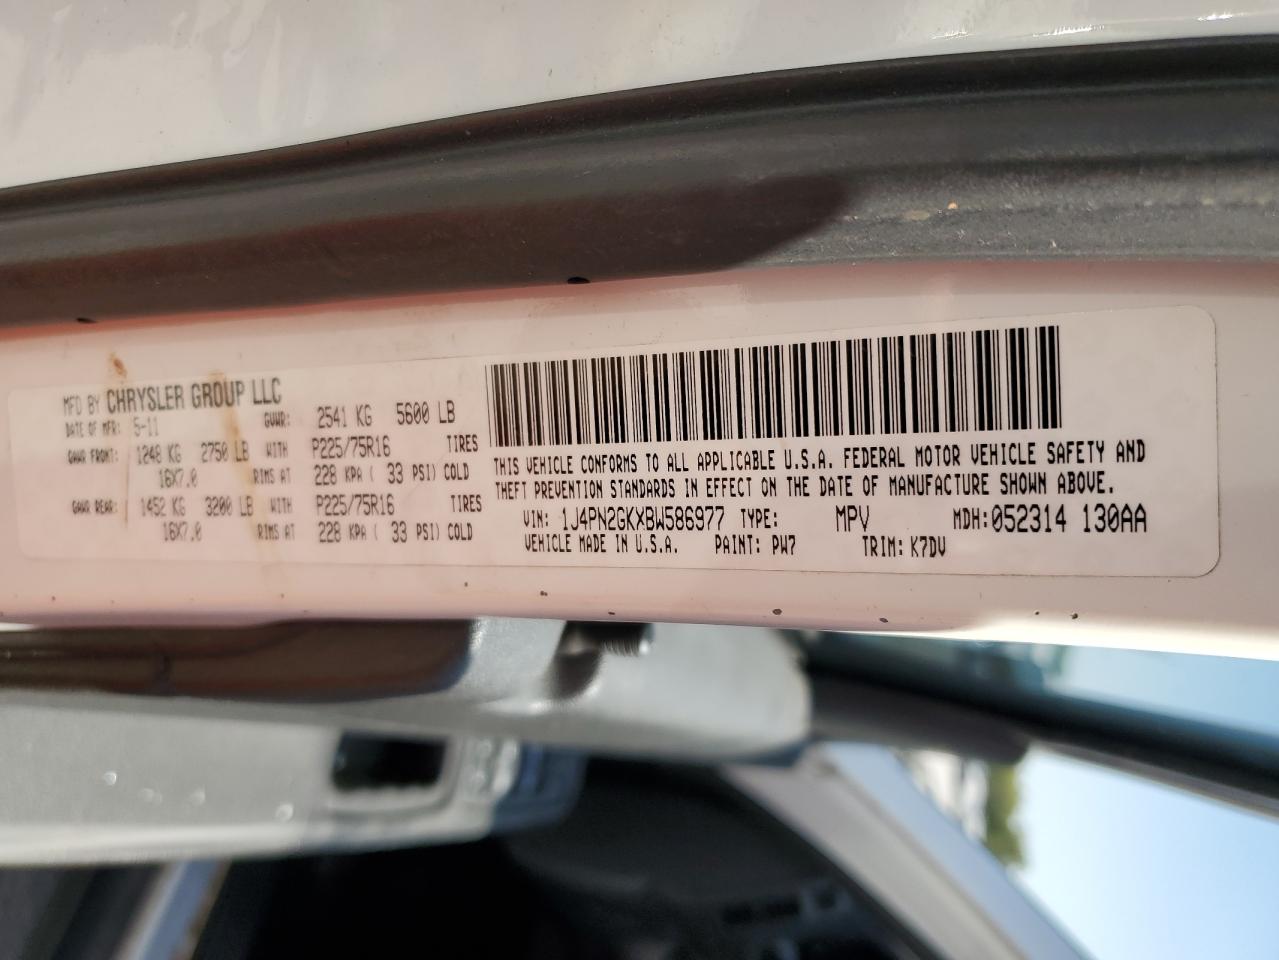 MFD BY CHRYSLER GROUP LLC
DATE OF MFR: 5-11 GVWR: 2541 KG 5600 LB
GAWR FRONT: 1248 KG 2750 LB WITH P225/75R16 TIRES
16X7.0 RIMS AT 228 KPA ( 33 PSI) COLD
GAWR REAR: 1452 KG 3200 LB WITH P225/75R16 TIRES
16X7.0 RIMS AT 228 KPA ( 33 PSI) COLD
THIS VEHICLE CONFORMS TO ALL APPLICABLE U.S.A. FEDERAL MOTOR VEHICLE SAFETY AND
THEFT PREVENTION STANDARDS IN EFFECT ON THE DATE OF MANUFACTURE SHOWN ABOVE.
VIN: 1J4PN2GKXBW586977 TYPE: MPV MDH:052314 130AA
VEHICLE MADE IN U.S.A. PAINT: PW7 TRIM: K7DV